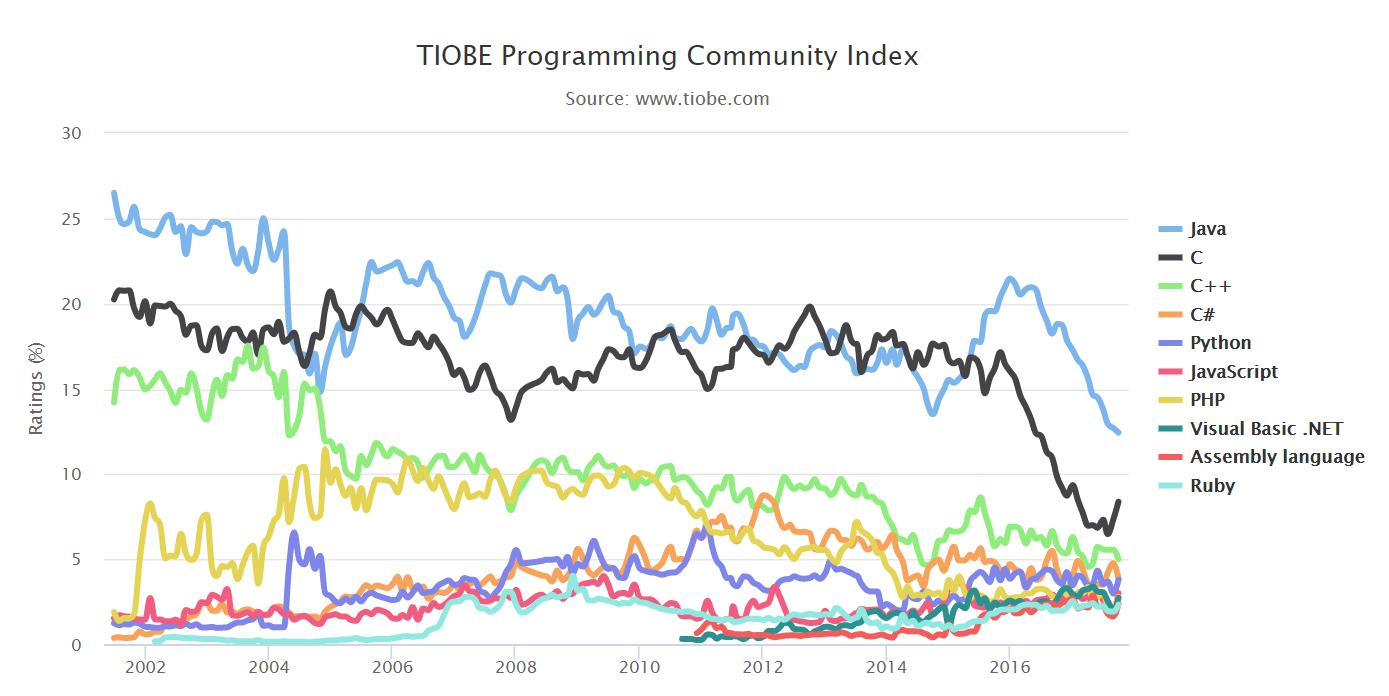 TIOBE Programming Community Index
Source: www.tiobe.com
Ratings (%)
30
25
20
15
10
5
0
2002 2004 2006 2008 2010 2012 2014 2016
Java
C
C++
C#
Python
JavaScript
PHP
Visual Basic .NET
Assembly language
Ruby